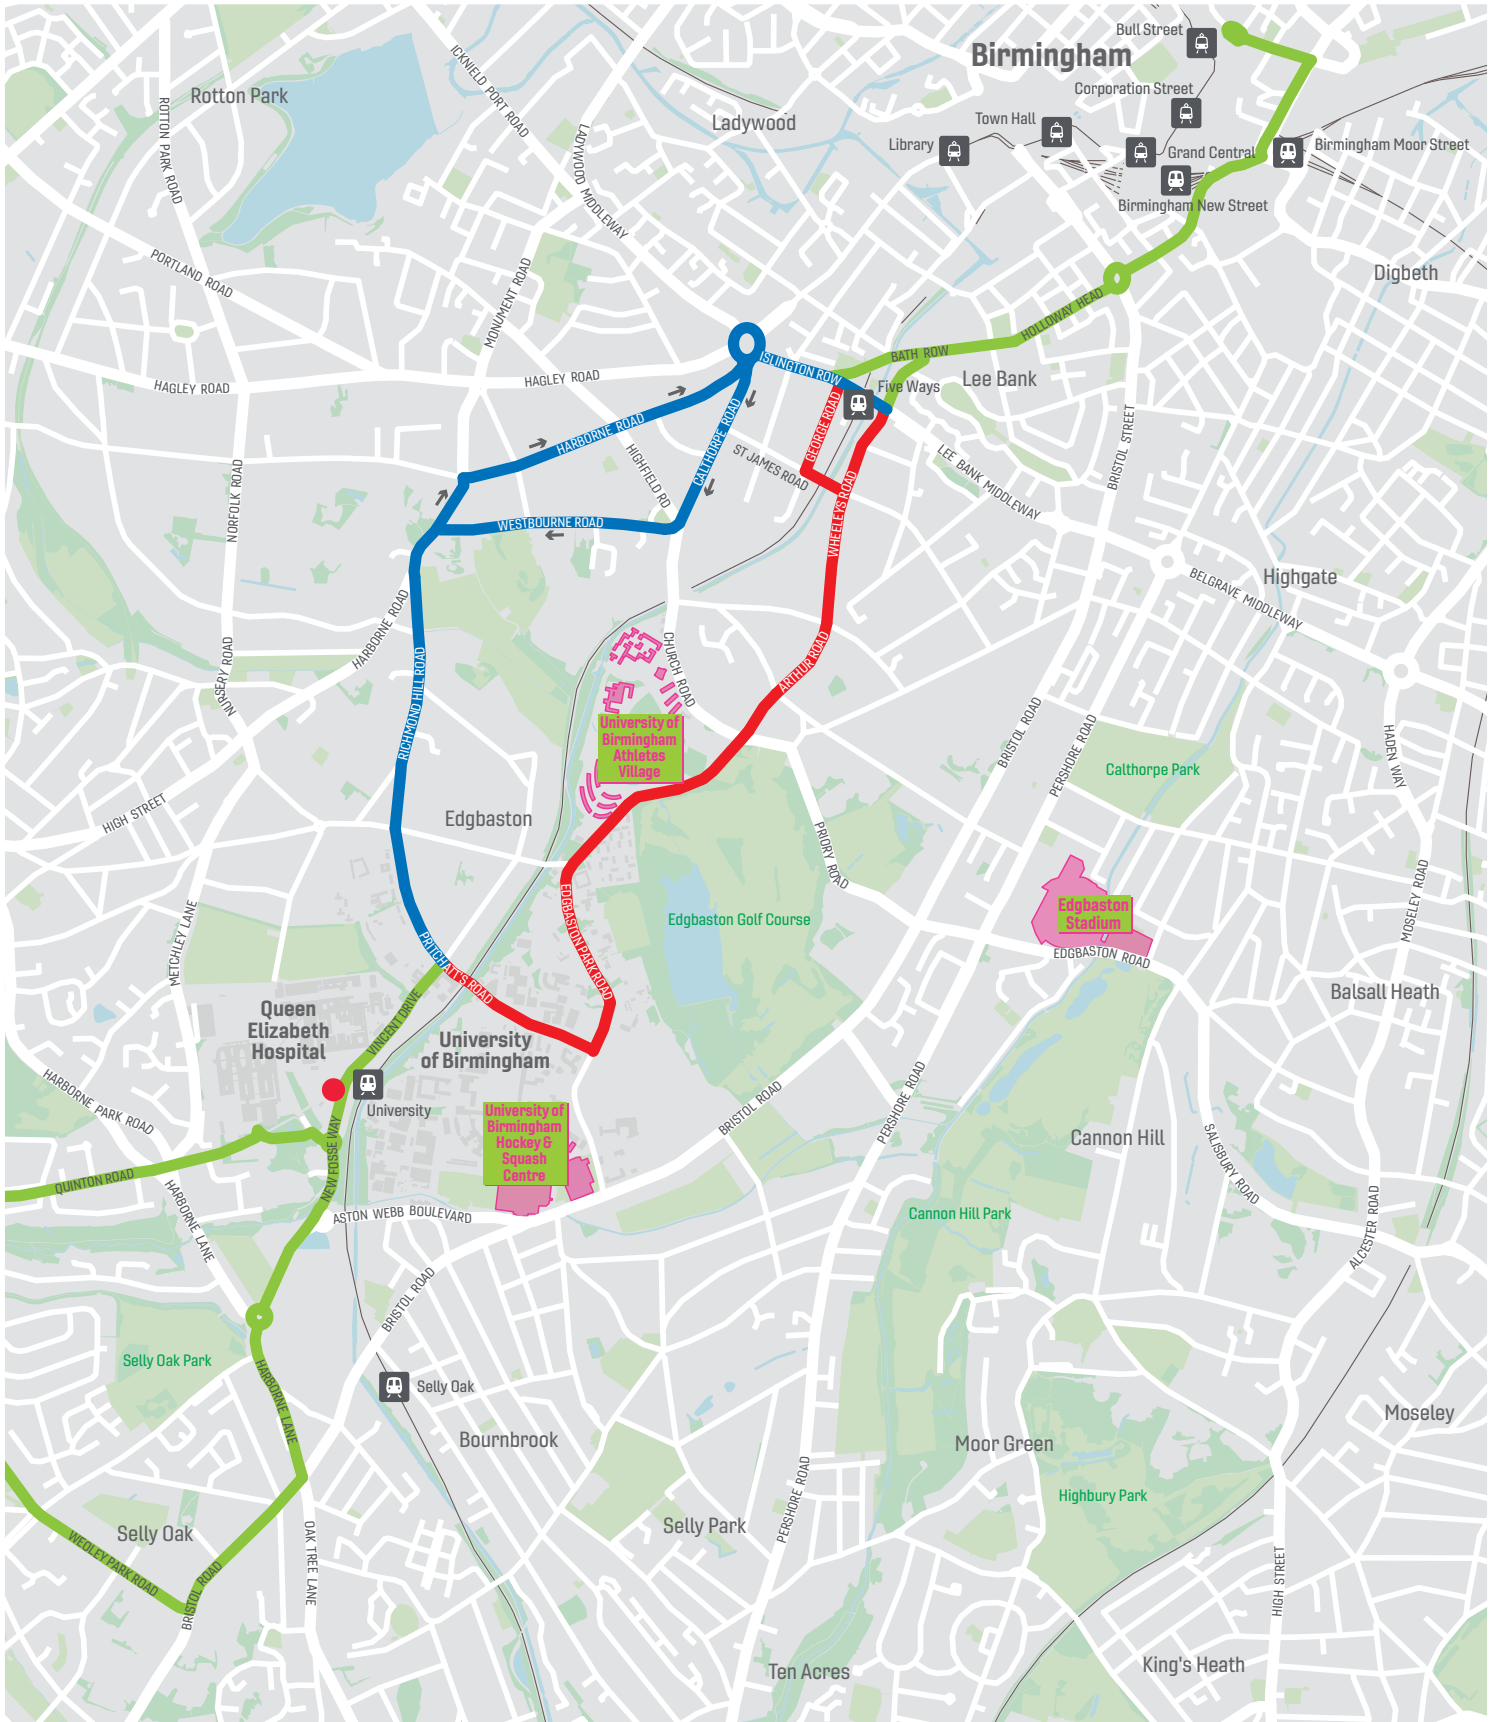 Bull Street
Birmingham
Rotton Park
ICKNIELD PORT ROAD
Corporation Street
Ladywood
Town Hall
ROTTON PARK ROAD
LADYWOOD MIDDLEWAY
Library
Grand Central
Birmingham Moor Street
Birmingham New Street
PORTLAND ROAD
Digbeth
MONUMENT ROAD
HOLLOWAY HEAD
ISLINGTON ROW
BATH ROW
HAGLEY ROAD
HAGLEY ROAD
Five Ways
Lee Bank
HARBORNE ROAD
CALTHORPE ROAD
GEORGE ROAD
BRISTOL STREET
HIGHFIELD RD
ST JAMES ROAD
LEE BANK MIDDLEWAY
NORFOLK ROAD
WESTBOURNE ROAD
WHEELEYS ROAD
Highgate
BELGRAVE MIDDLEWAY
HARBORNE ROAD
NURSERY ROAD
RICHMOND HILL ROAD
CHURCH ROAD
ARTHUR ROAD
University of
Birmingham
Athletes
Village
BRISTOL ROAD
PERSHORE ROAD
HADEN WAY
Calthorpe Park
HIGH STREET
Edgbaston
PRIORY ROAD
EDGBASTON PARK ROAD
Edgbaston Golf Course
Edgbaston
Stadium
MOSELEY ROAD
METCHLEY LANE
PRITCHATTS ROAD
EDGBASTON ROAD
Balsall Heath
Queen
Elizabeth
Hospital
VINCENT DRIVE
University
of Birmingham
HARBORNE PARK ROAD
University
University of
Birmingham
Hockey &
Squash
Centre
BRISTOL ROAD
PERSHORE ROAD
Cannon Hill
SALISBURY ROAD
QUINTON ROAD
NEW FOSSE WAY
HARBORNE LANE
ASTON WEBB BOULEVARD
Cannon Hill Park
ALCESTER ROAD
BRISTOL ROAD
Selly Oak Park
HARBORNE LANE
Selly Oak
Moseley
Bournbrook
Moor Green
Highbury Park
PERSHORE ROAD
Selly Oak
Selly Park
WEOLEY PARK ROAD
OAK TREE LANE
BRISTOL ROAD
HIGH STREET
Ten Acres
King's Heath